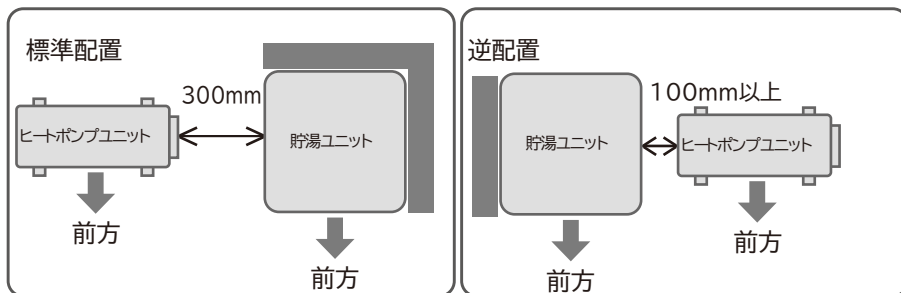 標準配置
300mm
ヒートポンプユニット
貯湯ユニット
前方
前方
逆配置
100mm以上
貯湯ユニット
ヒートポンプユニット
前方
前方